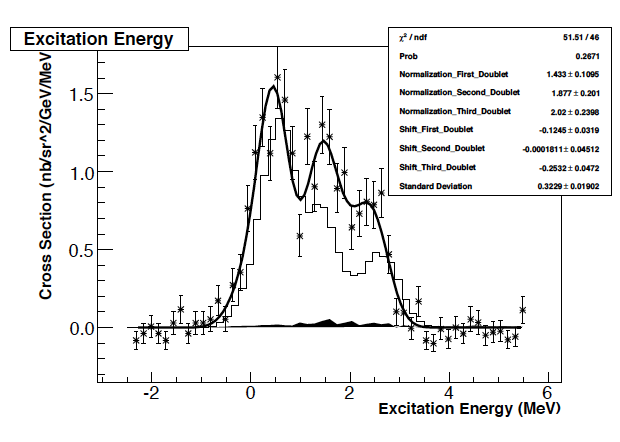 Excitation Energy
χ² / ndf 51.51 / 46
Prob 0.2671
Normalization_First_Doublet 1.433 ± 0.1095
Normalization_Second_Doublet 1.877 ± 0.201
Normalization_Third_Doublet 2.02 ± 0.2398
Shift_First_Doublet -0.1245 ± 0.0319
Shift_Second_Doublet -0.0001811 ± 0.04512
Shift_Third_Doublet -0.2532 ± 0.0472
Standard Deviation 0.3229 ± 0.01902
Cross Section (nb/sr^2/GeV/MeV)
1.5
1.0
0.5
0.0
-2 0 2 4 6
Excitation Energy (MeV)